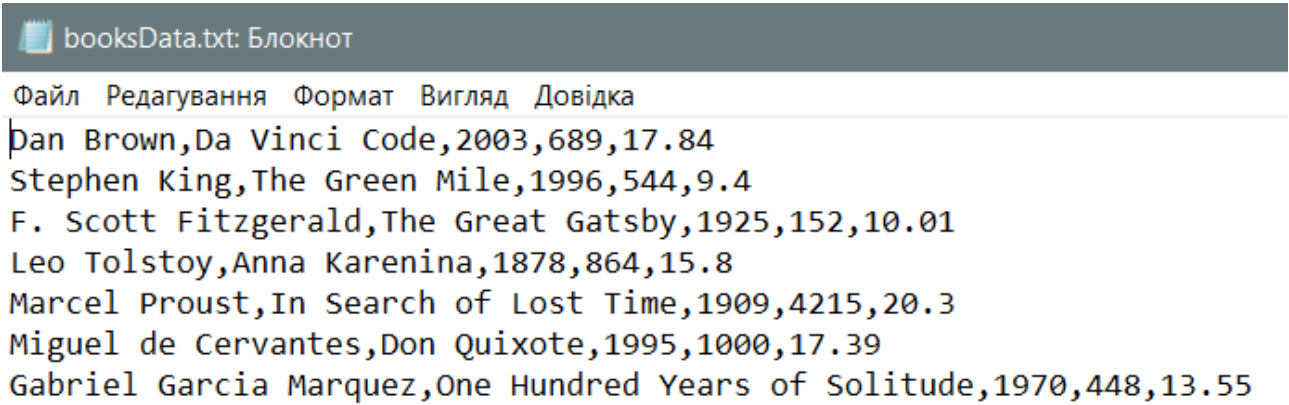 booksData.txt: Блокнот
Файл Редагування Формат Вигляд Довідка
Dan Brown,Da Vinci Code,2003,689,17.84
Stephen King,The Green Mile,1996,544,9.4
F. Scott Fitzgerald,The Great Gatsby,1925,152,10.01
Leo Tolstoy,Anna Karenina,1878,864,15.8
Marcel Proust,In Search of Lost Time,1909,4215,20.3
Miguel de Cervantes,Don Quixote,1995,1000,17.39
Gabriel Garcia Marquez,One Hundred Years of Solitude,1970,448,13.55